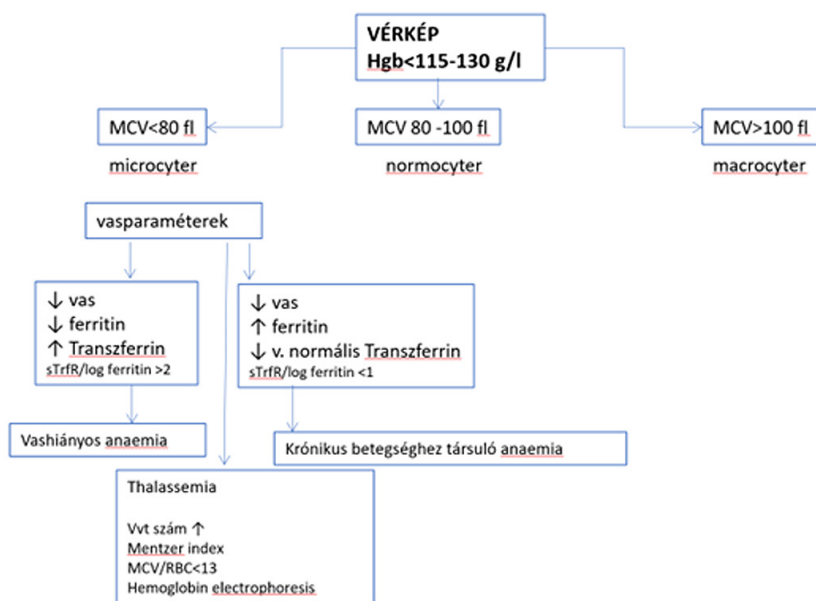 VÉRKÉP
Hgb<115-130 g/l
MCV<80 fl
MCV 80 -100 fl
MCV>100 fl
microcyter
normocyter
macrocyter
vasparaméterek
↓ vas
↓ ferritin
↑ Transzferrin
sTrfR/log ferritin >2
↓ vas
↑ ferritin
↓ v. normális Transzferrin
sTrfR/log ferritin <1
Vashiányos anaemia
Krónikus betegséghez társuló anaemia
Thalassemia
Vvt szám ↑
Mentzer index
MCV/RBC<13
Hemoglobin electrophoresis